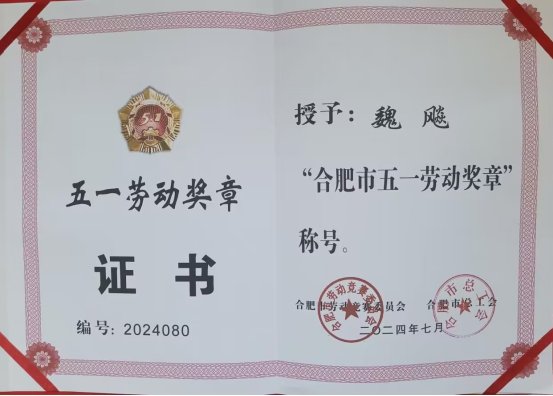 五一劳动奖章
证书
编号：2024080
授予：魏飚
“合肥市五一劳动奖章”
称号。
合肥市劳动竞赛委员会 合肥市总工会
二〇二四年七月